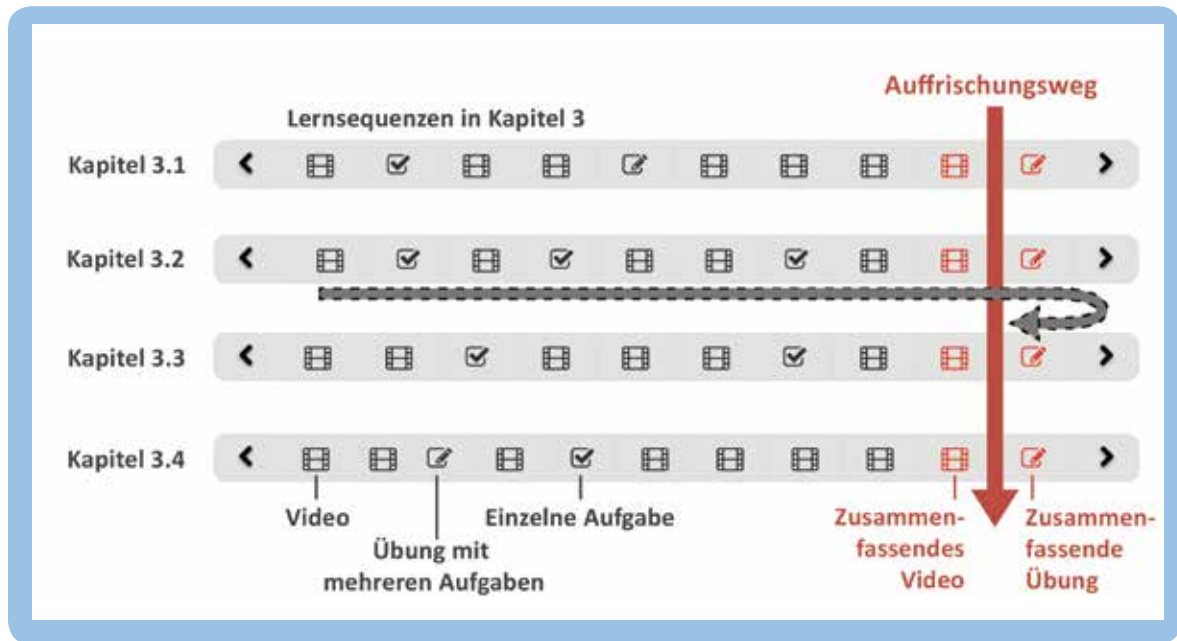 Auffrischungsweg
Lernsequenzen in Kapitel 3
Kapitel 3.1
Kapitel 3.2
Kapitel 3.3
Kapitel 3.4
Video
Übung mit
mehreren Aufgaben
Einzelne Aufgabe
Zusammen-
fassendes
Video
Zusammen-
fassende
Übung